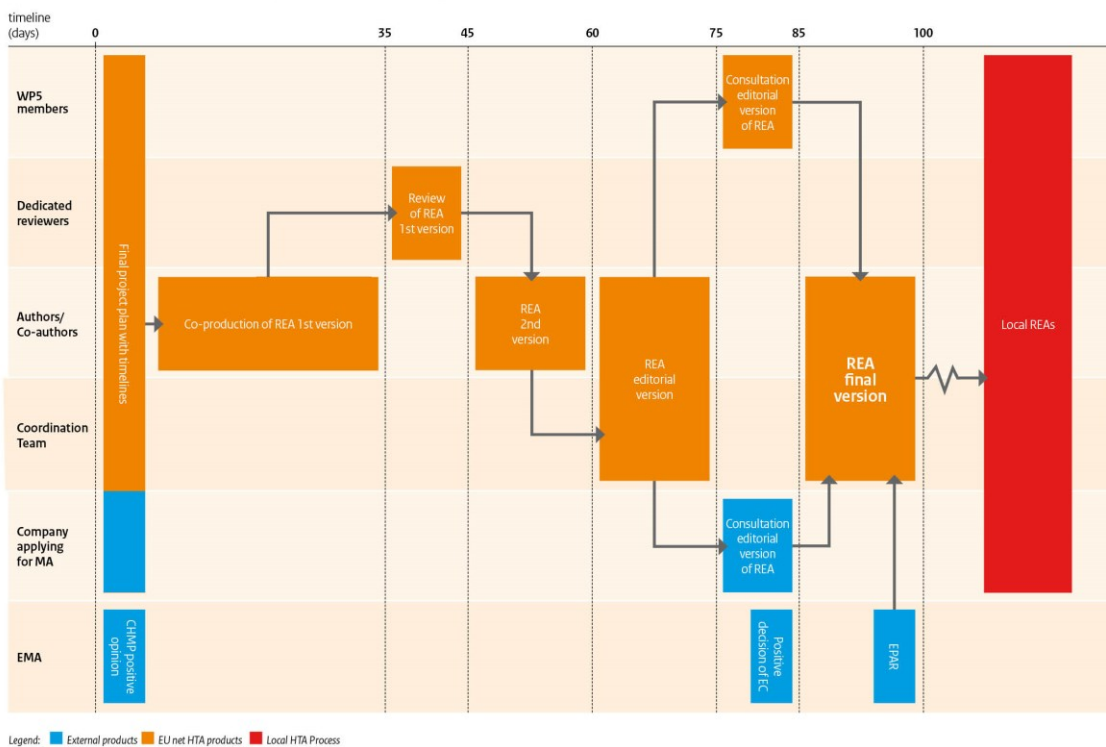 timeline
(days)
0
35
45
60
75
85
100
WP5
members
Consultation
editorial
version
of REA
Dedicated
reviewers
Review
of REA
1st version
Final project plan with timelines
Authors/
Co-authors
Co-production of REA 1st version
REA
2nd
version
REA
editorial
version
REA
final
version
Local REAs
Coordination
Team
Company
applying
for MA
Consultation
editorial
version
of REA
EMA
CHMP positive
opinion
Positive
decision of EC
EPAR
Legend:
External products
EU net HTA products
Local HTA Process